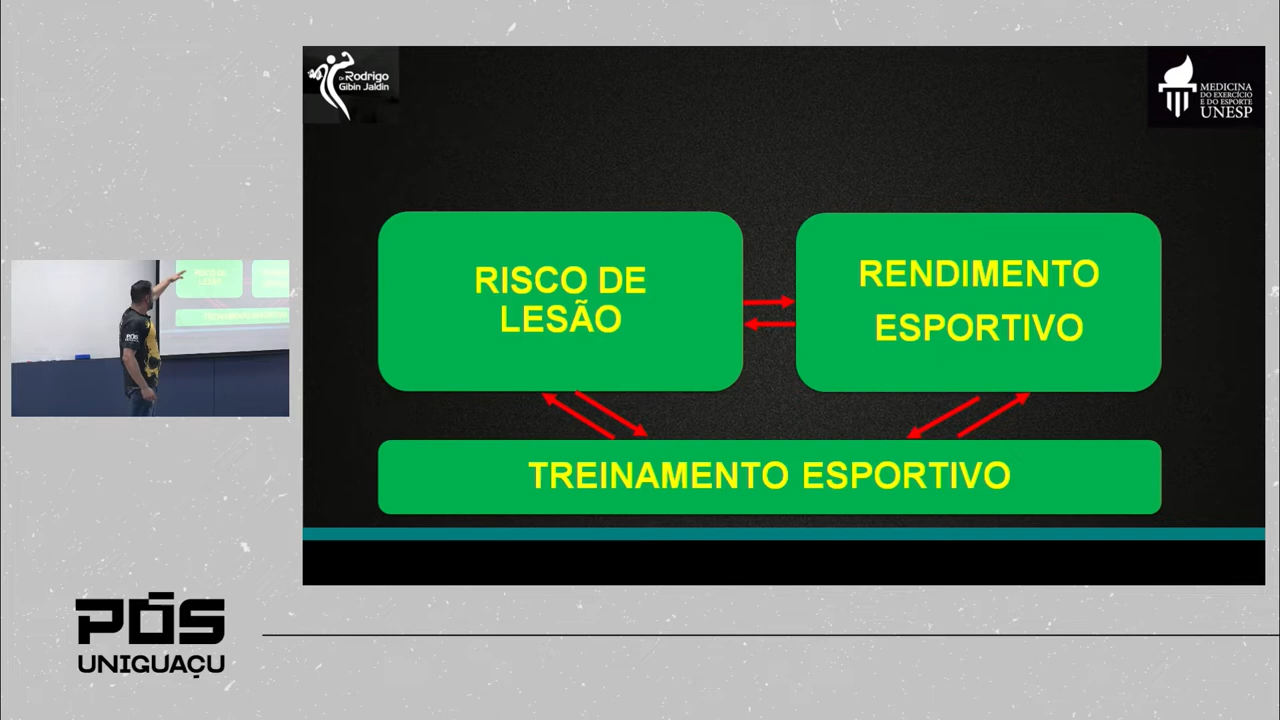 Dr Rodrigo
Gibin Jaldin
MEDICINA
DO EXERCÍCIO
E DO ESPORTE
UNESP
RISCO DE
LESÃO
RENDIMENTO
ESPORTIVO
TREINAMENTO ESPORTIVO
PÓS
UNIGUAÇU